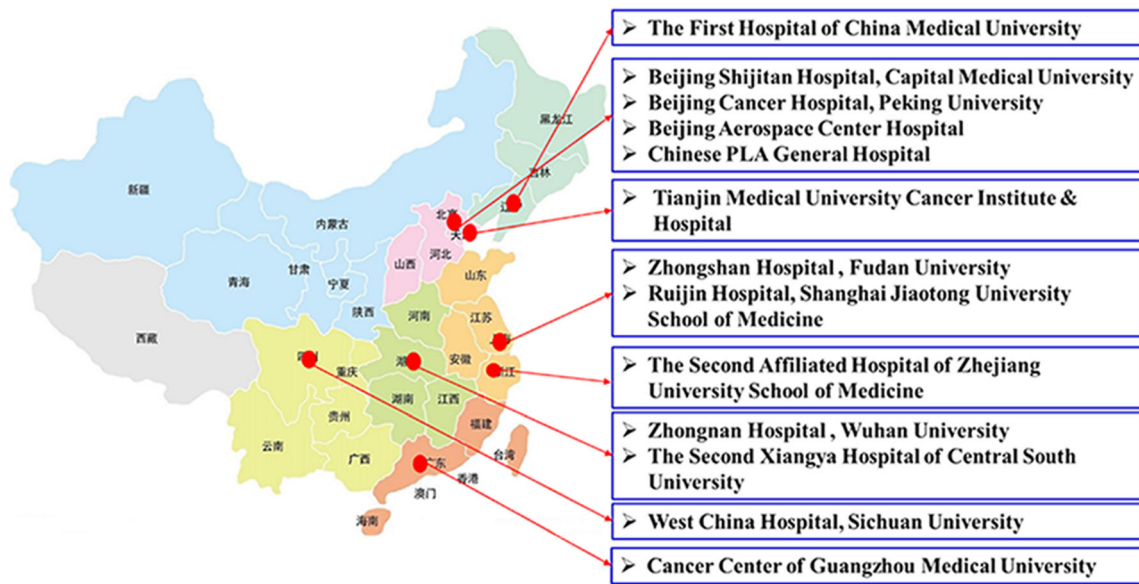 黑龙江
吉林
新疆
内蒙古
北京
天
河北
山西
甘肃
宁夏
青海
山东
陕西
河南
江苏
西藏
安徽
湖
江
重庆
湖南
江西
贵州
福建
云南
广西
东
台湾
香港
澳门
海南
➢ The First Hospital of China Medical University
➢ Beijing Shijitan Hospital, Capital Medical University
➢ Beijing Cancer Hospital, Peking University
➢ Beijing Aerospace Center Hospital
➢ Chinese PLA General Hospital
➢ Tianjin Medical University Cancer Institute &
Hospital
➢ Zhongshan Hospital , Fudan University
➢ Ruijin Hospital, Shanghai Jiaotong University
School of Medicine
➢ The Second Affiliated Hospital of Zhejiang
University School of Medicine
➢ Zhongnan Hospital , Wuhan University
➢ The Second Xiangya Hospital of Central South
University
➢ West China Hospital, Sichuan University
➢ Cancer Center of Guangzhou Medical University